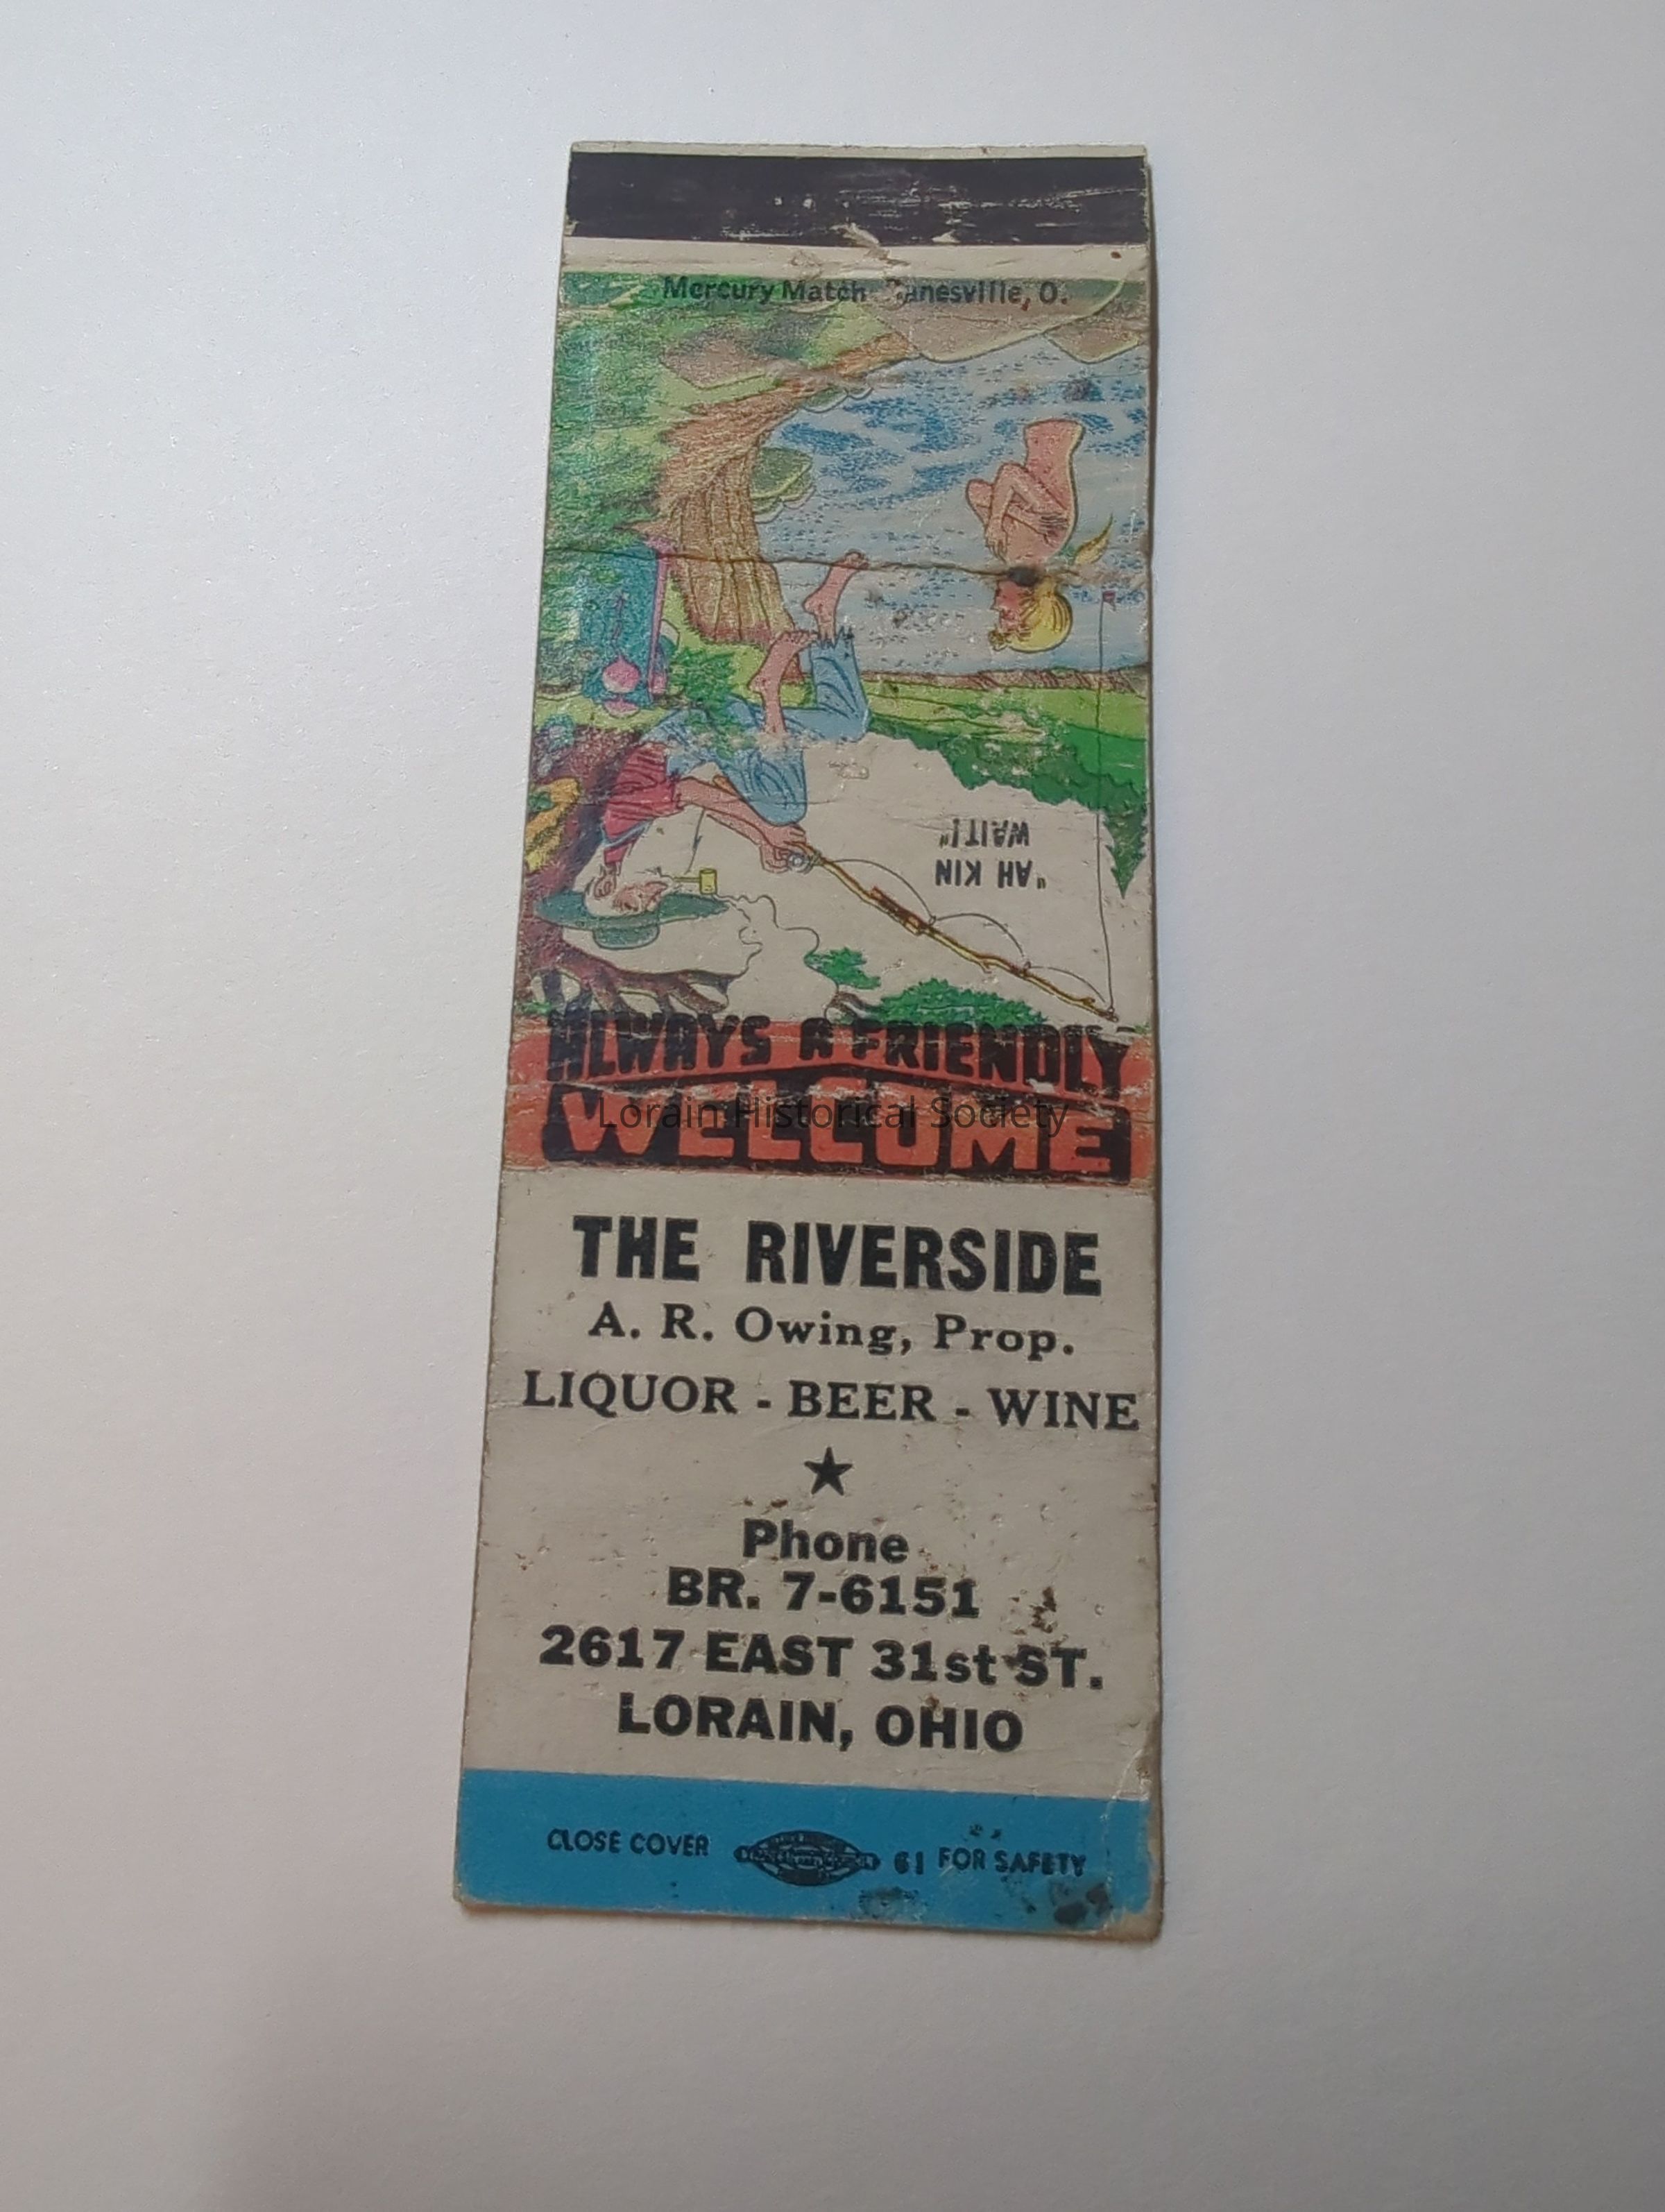 Mercury Match Zanesville, O.
"AH KIN
WAIT!"
ALWAYS A FRIENDLY
WELCOME
Lorain Historical Society
THE RIVERSIDE
A. R. Owing, Prop.
LIQUOR - BEER - WINE
Phone
BR. 7-6151
2617 EAST 31st ST.
LORAIN, OHIO
CLOSE COVER 61 FOR SAFETY